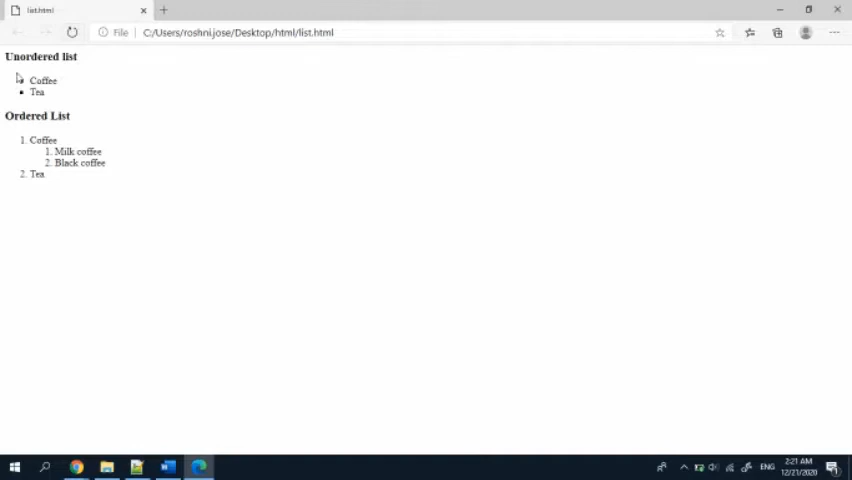 list.html
File
C:/Users/roshni.jose/Desktop/html/list.html
Unordered list
Coffee
Tea
Ordered List
1. Coffee
1. Milk coffee
2. Black coffee
2. Tea
ENG
2:21 AM
12/21/2020